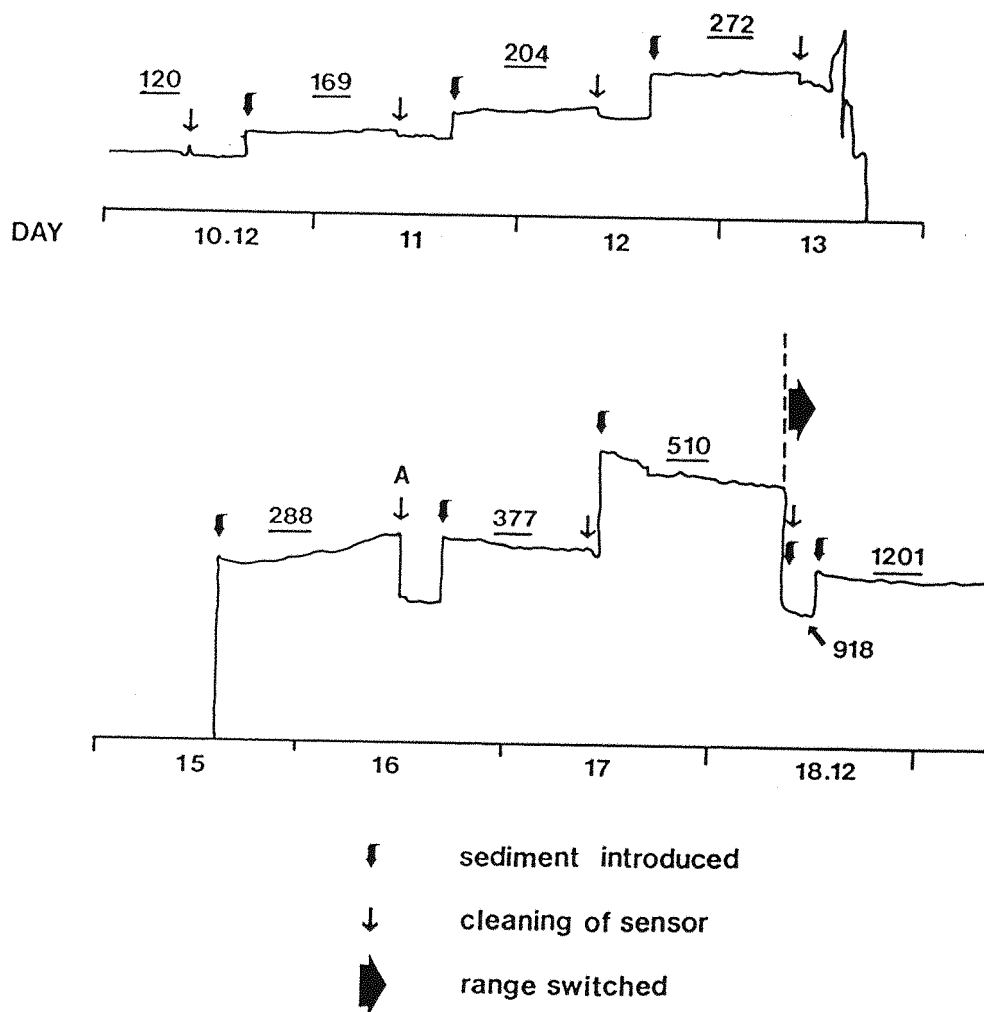 120 169 204 272
DAY 10.12 11 12 13
288 A 377 510 1201
918
15 16 17 18.12
sediment introduced
cleaning of sensor
range switched